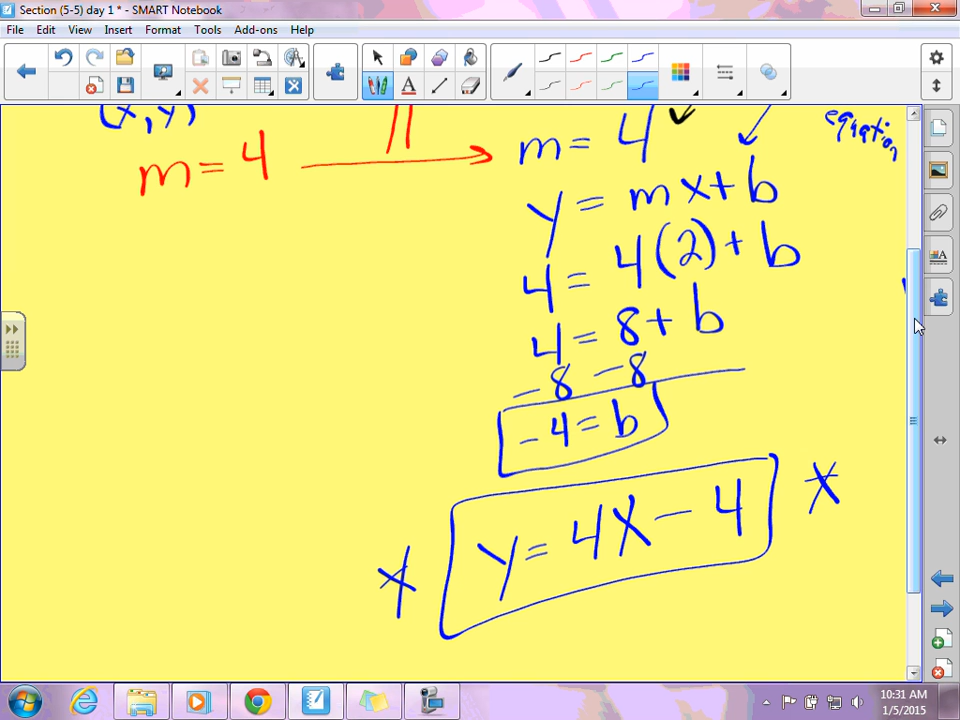 Section (5-5) day 1 * - SMART Notebook
File Edit View Insert Format Tools Add-ons Help
(x, y)
equation
m = 4
m = 4
y = mx + b
4 = 4(2) + b
4 = 8 + b
-8 -8
-4 = b
y = 4x - 4
10:31 AM
1/5/2015